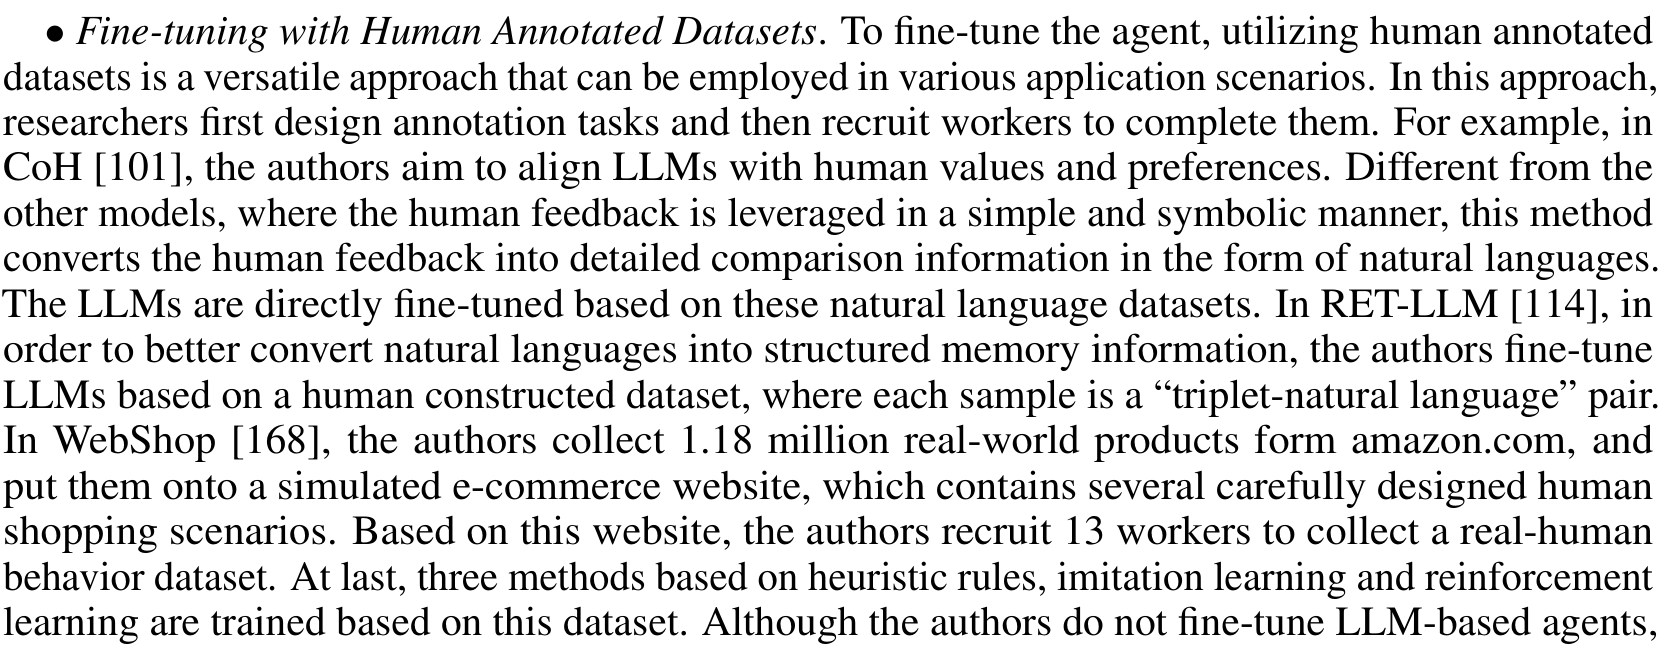 • Fine-tuning with Human Annotated Datasets. To fine-tune the agent, utilizing human annotated
datasets is a versatile approach that can be employed in various application scenarios. In this approach,
researchers first design annotation tasks and then recruit workers to complete them. For example, in
CoH [101], the authors aim to align LLMs with human values and preferences. Different from the
other models, where the human feedback is leveraged in a simple and symbolic manner, this method
converts the human feedback into detailed comparison information in the form of natural languages.
The LLMs are directly fine-tuned based on these natural language datasets. In RET-LLM [114], in
order to better convert natural languages into structured memory information, the authors fine-tune
LLMs based on a human constructed dataset, where each sample is a “triplet-natural language” pair.
In WebShop [168], the authors collect 1.18 million real-world products form amazon.com, and
put them onto a simulated e-commerce website, which contains several carefully designed human
shopping scenarios. Based on this website, the authors recruit 13 workers to collect a real-human
behavior dataset. At last, three methods based on heuristic rules, imitation learning and reinforcement
learning are trained based on this dataset. Although the authors do not fine-tune LLM-based agents,